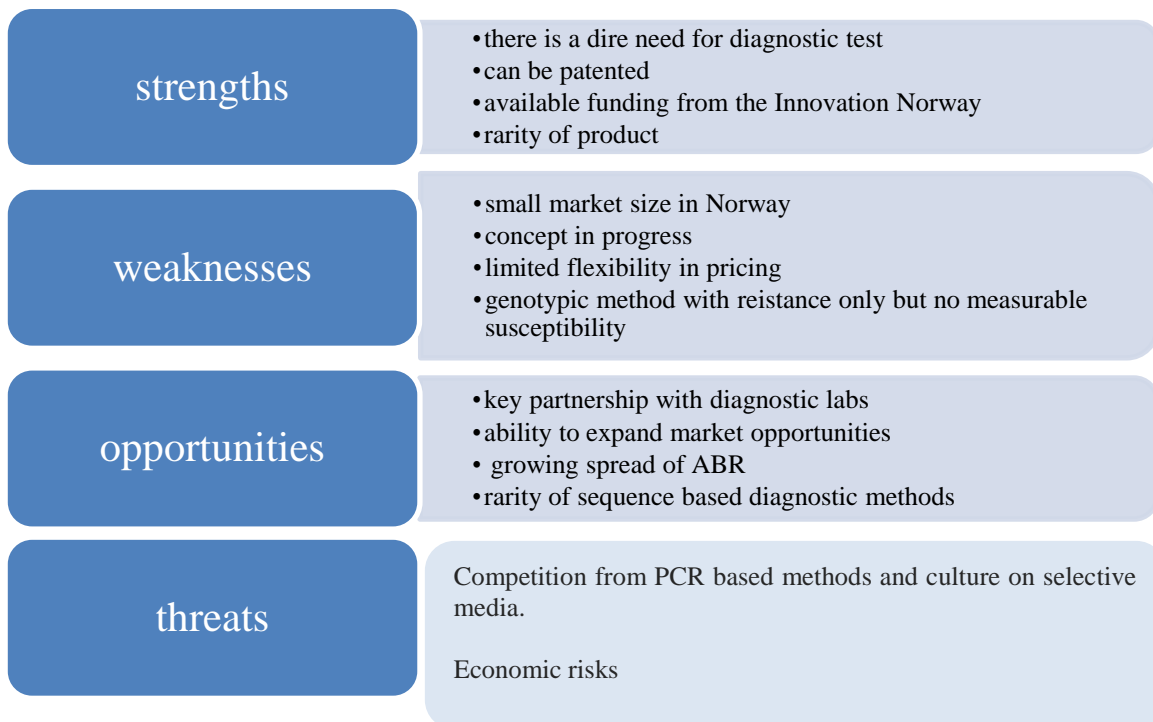 strengths
•there is a dire need for diagnostic test
•can be patented
•available funding from the Innovation Norway
•rarity of product
weaknesses
•small market size in Norway
•concept in progress
•limited flexibility in pricing
•genotypic method with reistance only but no measurable
susceptibility
opportunities
•key partnership with diagnostic labs
•ability to expand market opportunities
• growing spread of ABR
•rarity of sequence based diagnostic methods
threats
Competition from PCR based methods and culture on selective
media.
Economic risks